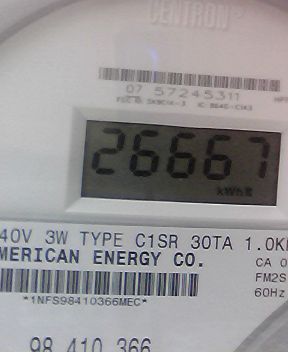 CENTRON
07 57245311
26667
kWh
40V 3W TYPE C1SR 30TA 1.0K
MERICAN ENERGY CO.
CA 0
FM2S
60Hz
*1NFS98410366MEC*
98 410 366